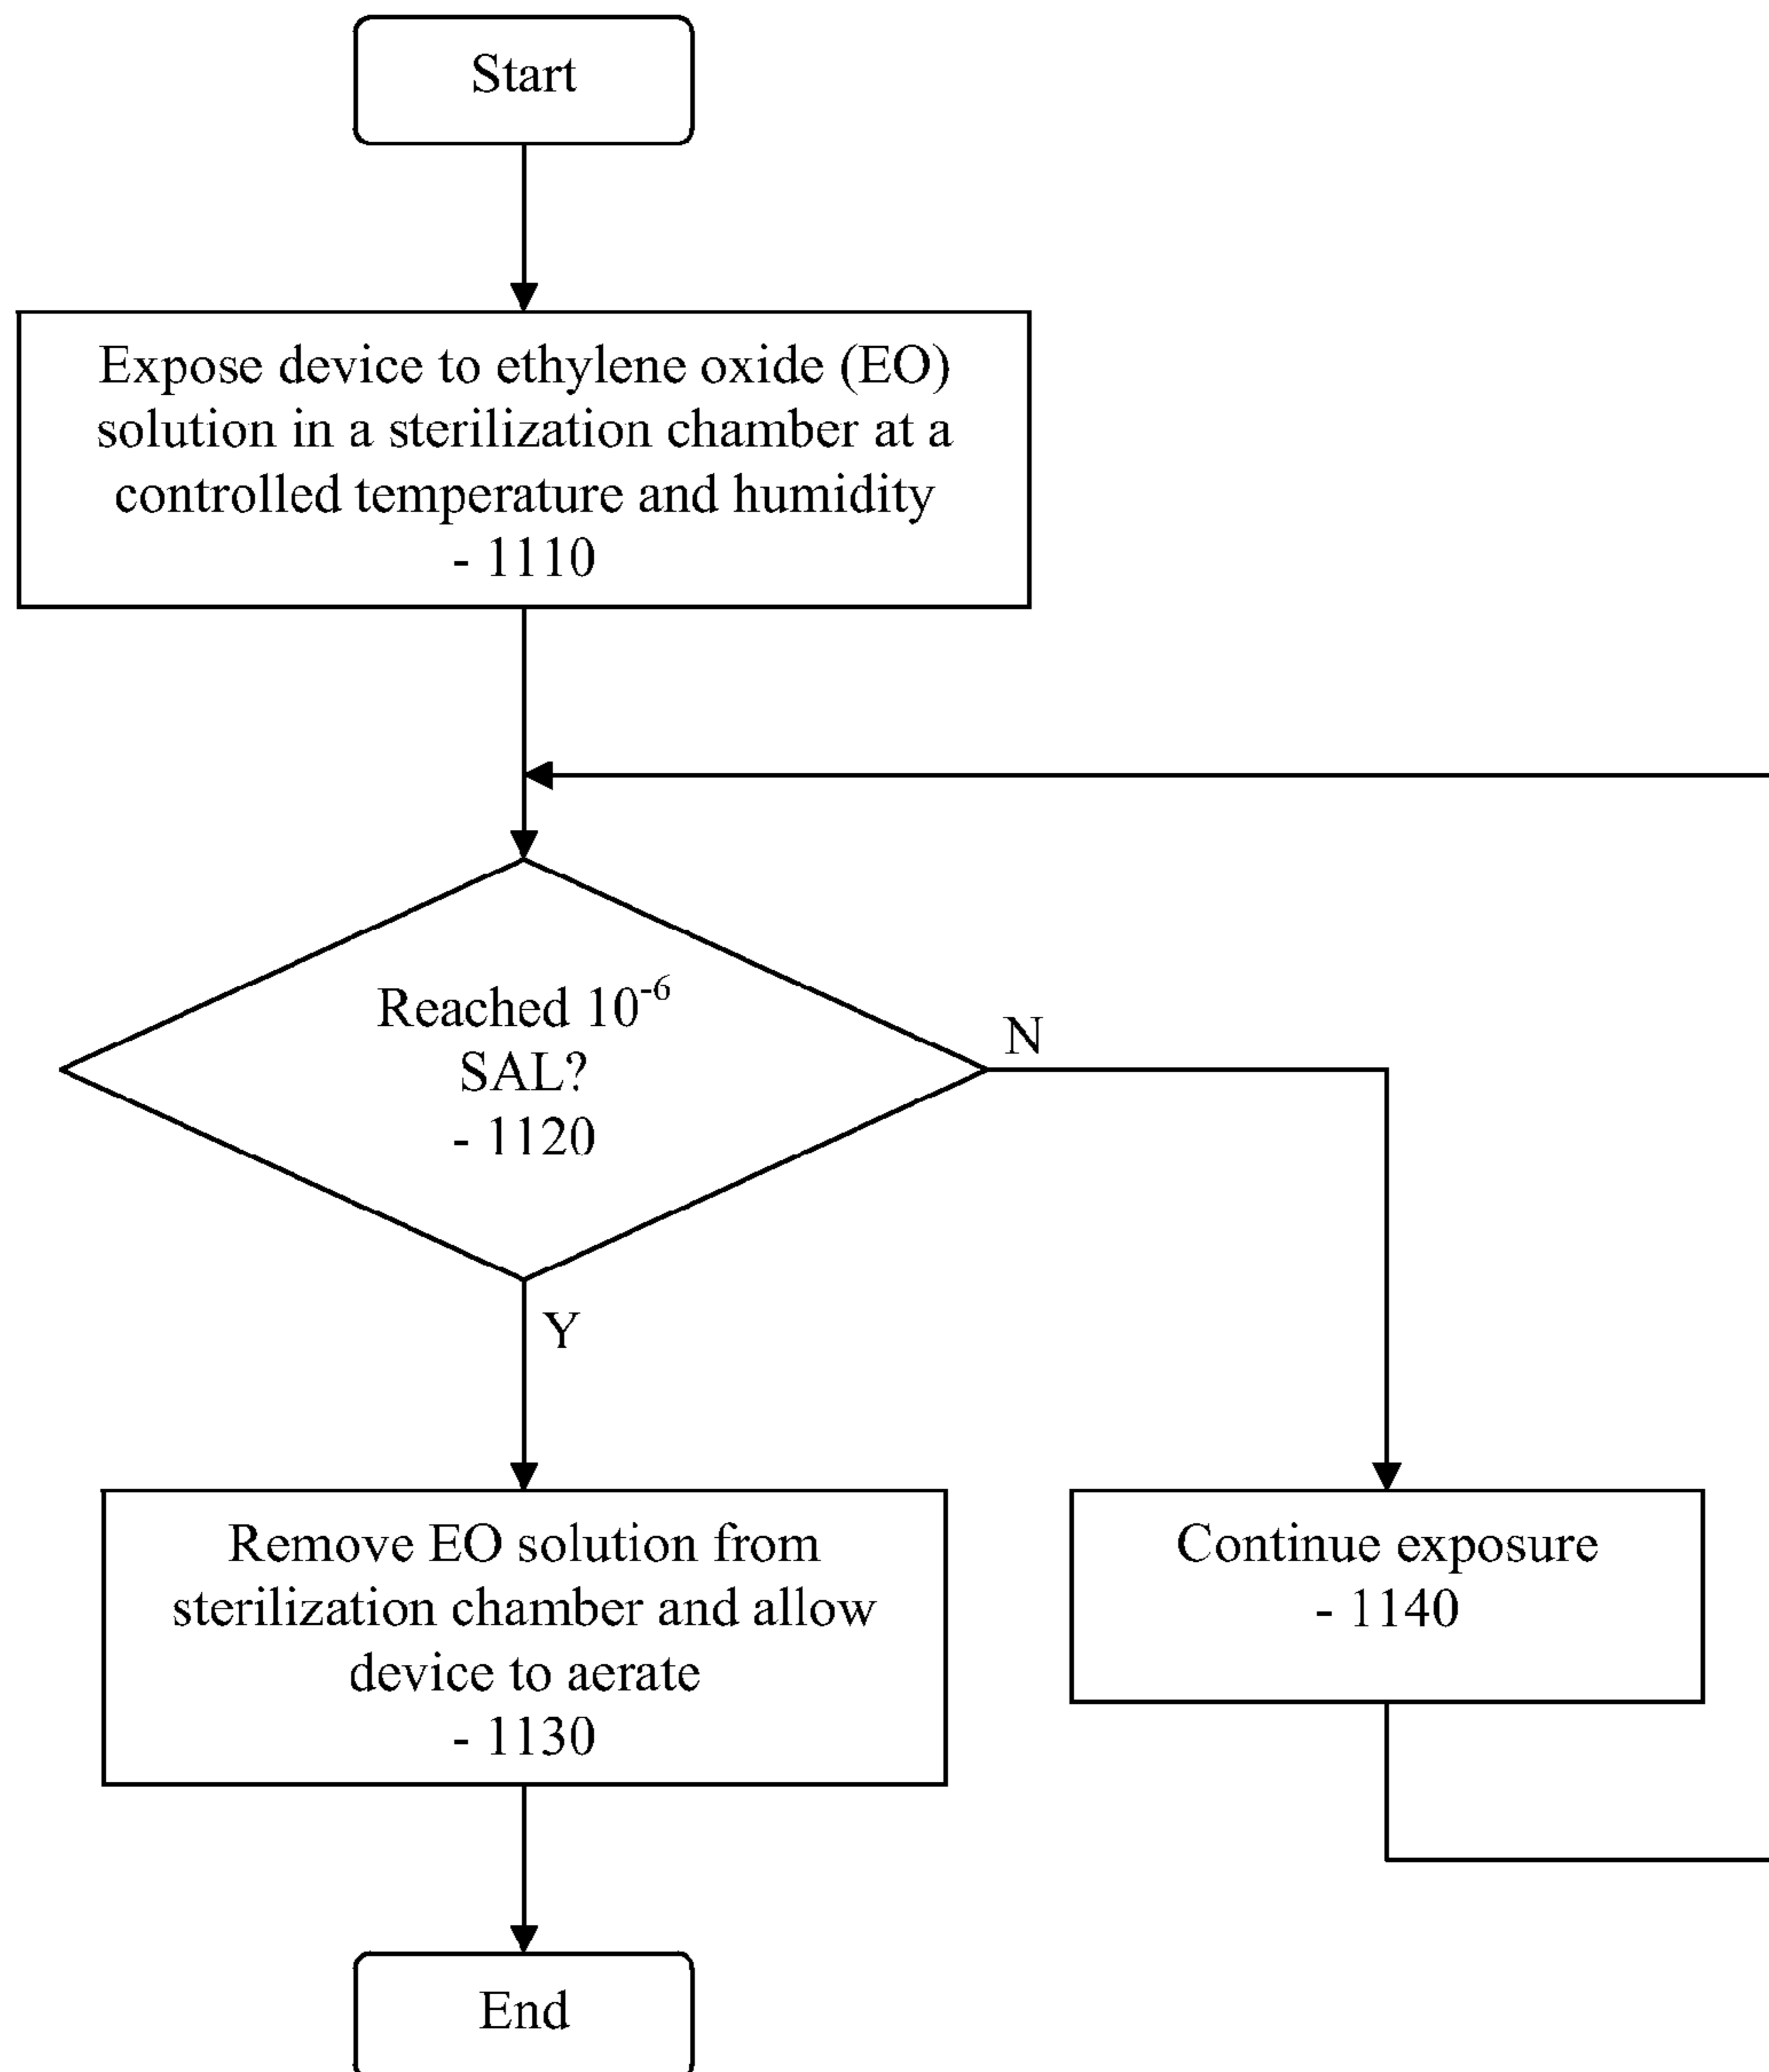 Start
Expose device to ethylene oxide (EO)
solution in a sterilization chamber at a
controlled temperature and humidity
- 1110
Reached 10⁻⁶
SAL?
- 1120
N
Y
Remove EO solution from
sterilization chamber and allow
device to aerate
- 1130
Continue exposure
- 1140
End